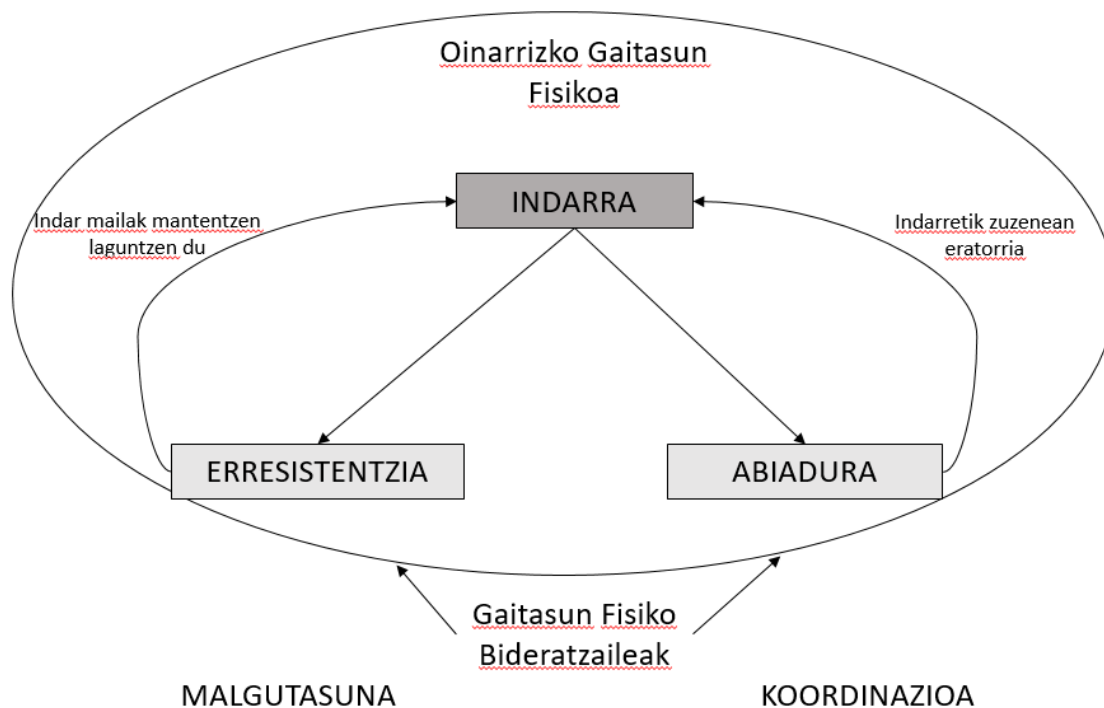 Oinarrizko Gaitasun
Fisikoa
INDARRA
Indar mailak mantentzen
laguntzen du
Indarretik zuzenean
eratorria
ERRESISTENTZIA
ABIADURA
Gaitasun Fisiko
Bideratzaileak
MALGUTASUNA
KOORDINAZIOA